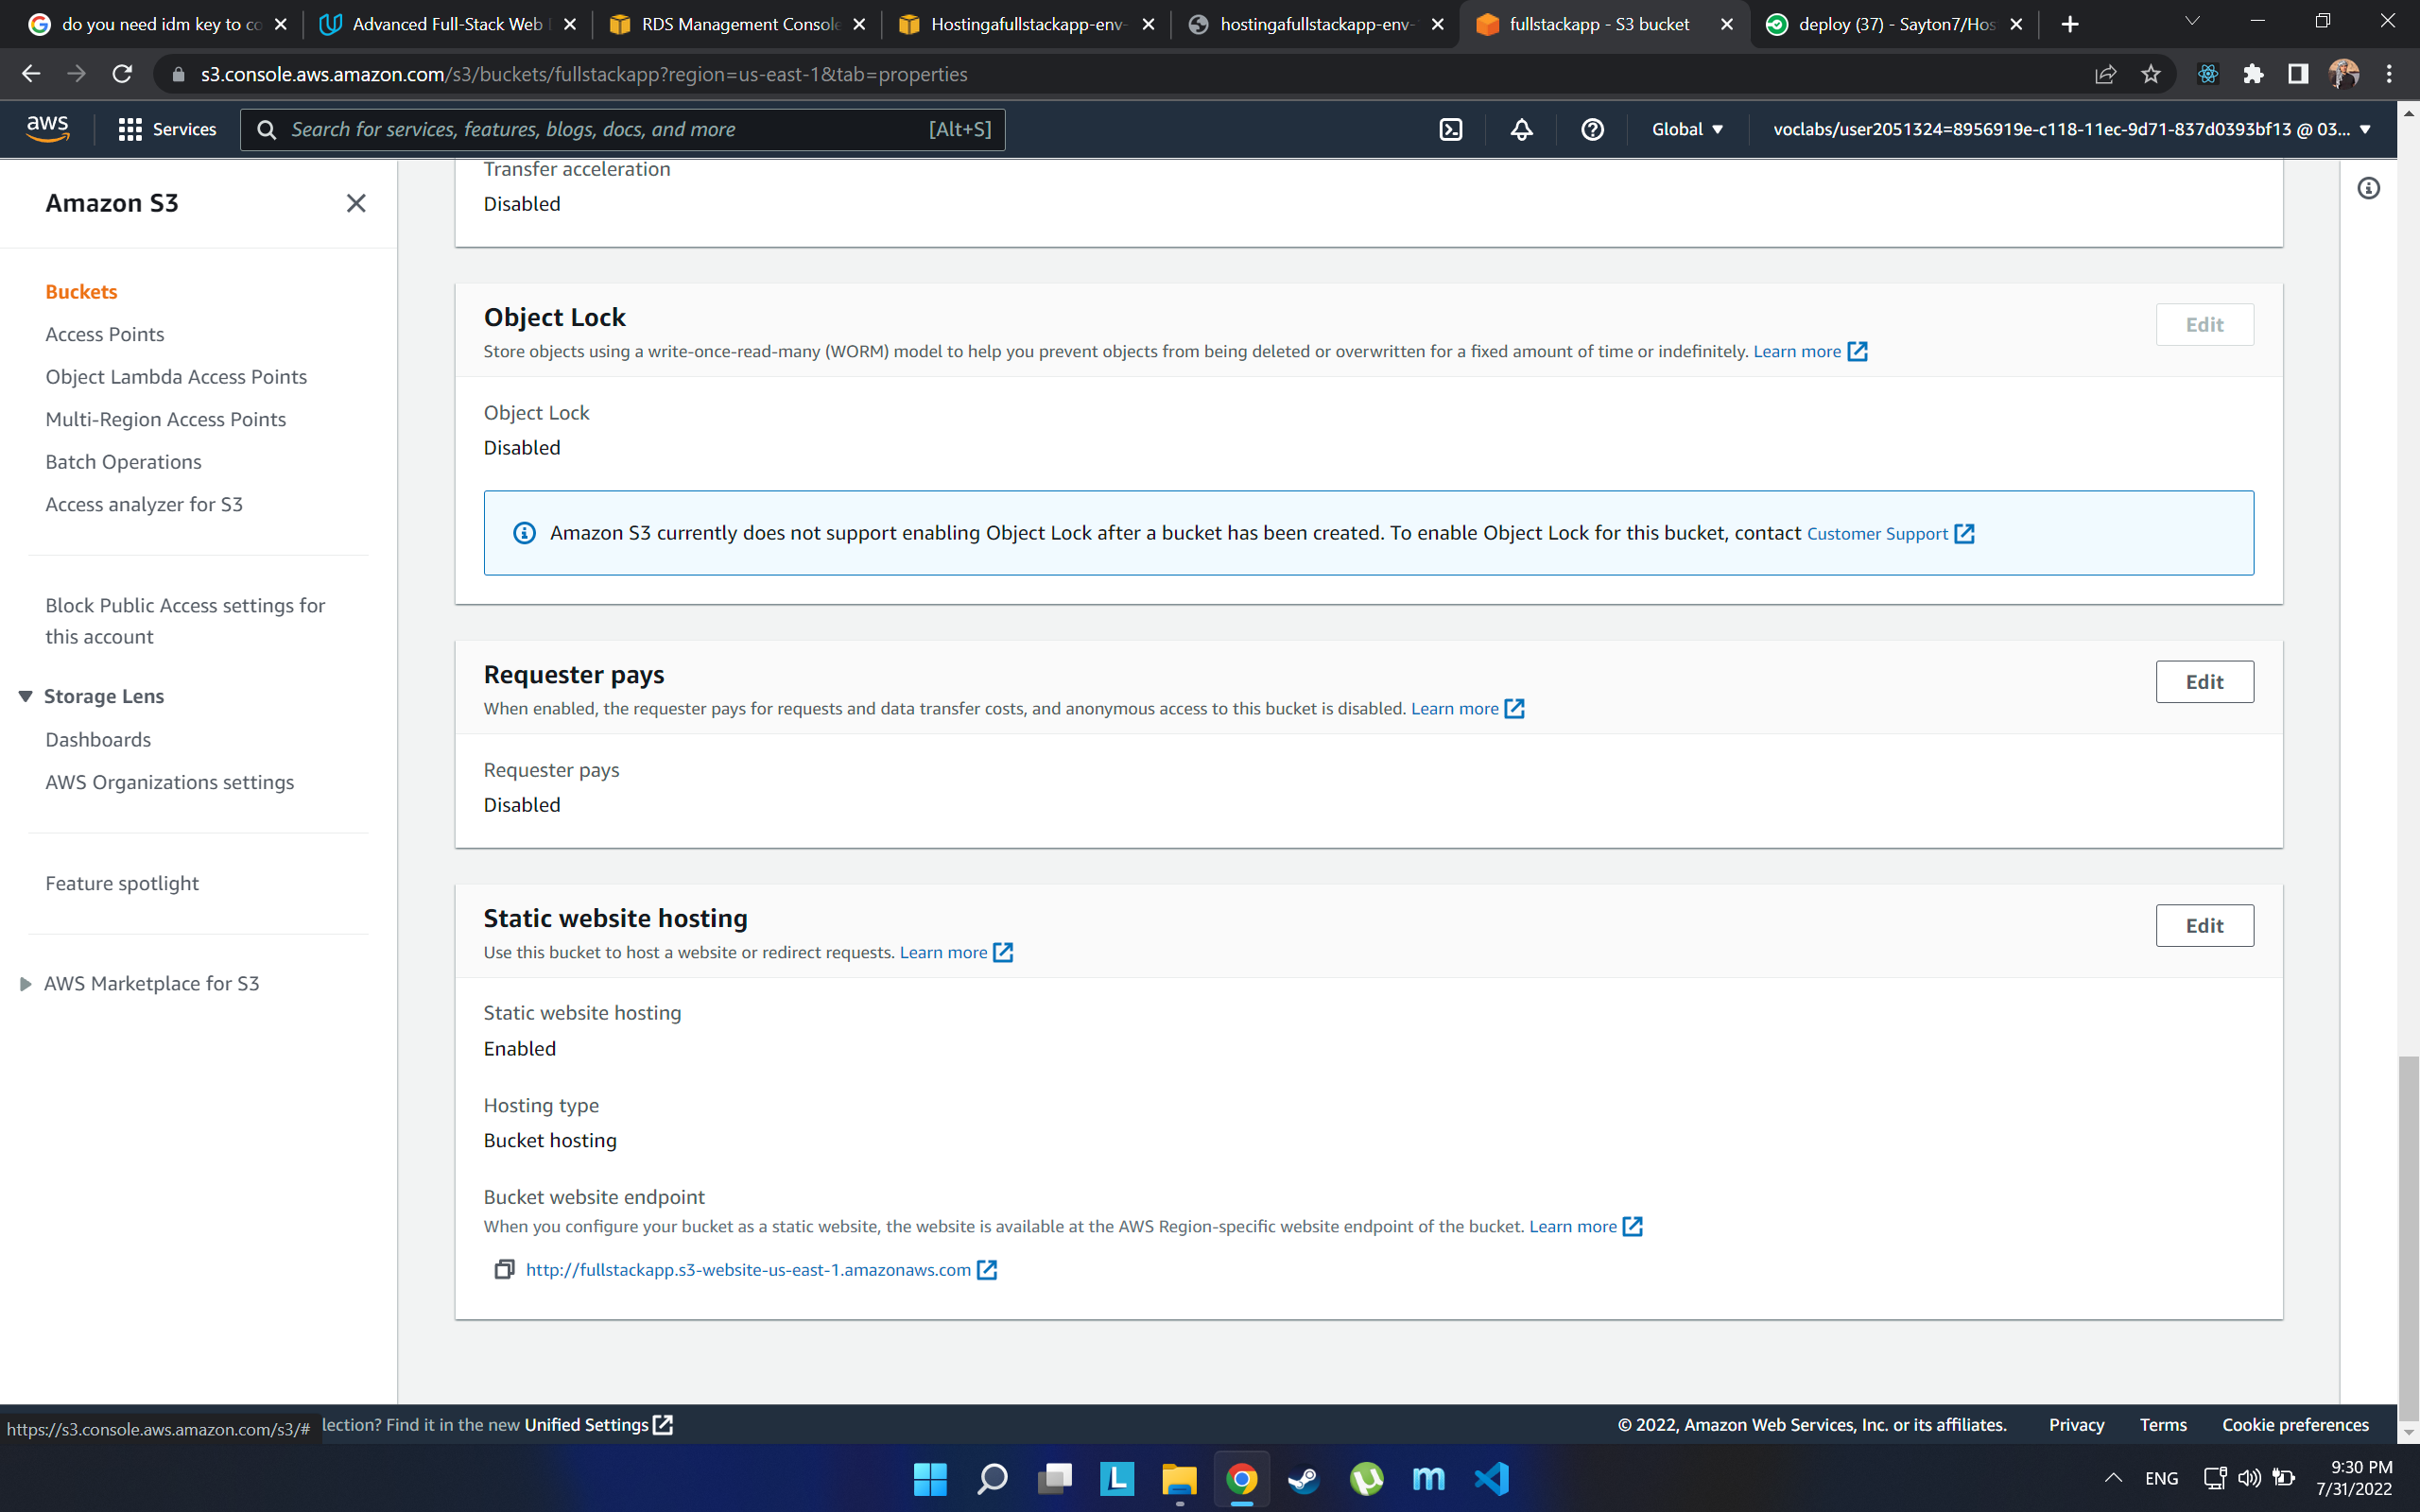 do you need idm key to co
Advanced Full-Stack Web
RDS Management Console
Hostingafullstackapp-env-
hostingafullstackapp-env-
fullstackapp - S3 bucket
deploy (37) - Sayton7/Hos
s3.console.aws.amazon.com/s3/buckets/fullstackapp?region=us-east-1&tab=properties
aws
Services
Search for services, features, blogs, docs, and more
[Alt+S]
Global
voclabs/user2051324=8956919e-c118-11ec-9d71-837d0393bf13 @ 03...
Amazon S3
Buckets
Access Points
Object Lambda Access Points
Multi-Region Access Points
Batch Operations
Access analyzer for S3
Block Public Access settings for
this account
Storage Lens
Dashboards
AWS Organizations settings
Feature spotlight
AWS Marketplace for S3
Transfer acceleration
Disabled
Object Lock
Edit
Store objects using a write-once-read-many (WORM) model to help you prevent objects from being deleted or overwritten for a fixed amount of time or indefinitely. Learn more
Object Lock
Disabled
Amazon S3 currently does not support enabling Object Lock after a bucket has been created. To enable Object Lock for this bucket, contact Customer Support
Requester pays
Edit
When enabled, the requester pays for requests and data transfer costs, and anonymous access to this bucket is disabled. Learn more
Requester pays
Disabled
Static website hosting
Edit
Use this bucket to host a website or redirect requests. Learn more
Static website hosting
Enabled
Hosting type
Bucket hosting
Bucket website endpoint
When you configure your bucket as a static website, the website is available at the AWS Region-specific website endpoint of the bucket. Learn more
http://fullstackapp.s3-website-us-east-1.amazonaws.com
https://s3.console.aws.amazon.com/s3/#
lection? Find it in the new Unified Settings
© 2022, Amazon Web Services, Inc. or its affiliates.
Privacy
Terms
Cookie preferences
L
m
ENG
9:30 PM
7/31/2022